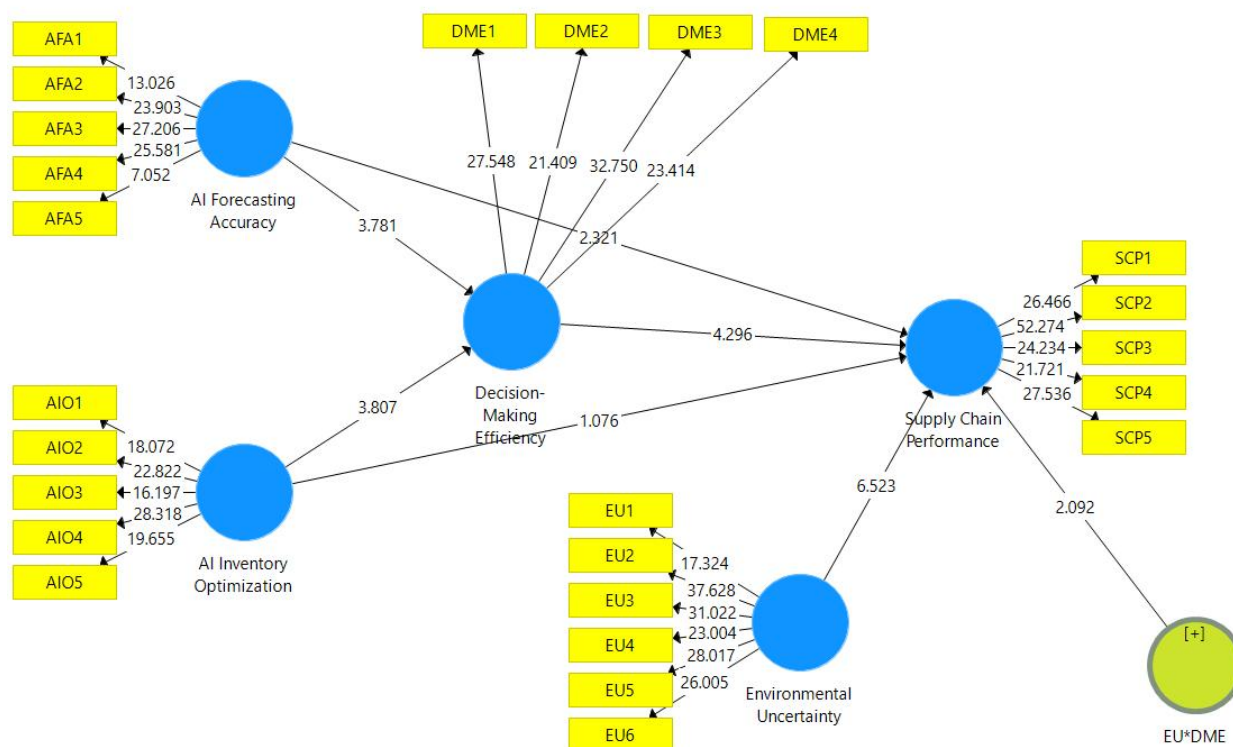 AFA1
AFA2
AFA3
AFA4
AFA5
13.026
23.903
27.206
25.581
7.052
AI Forecasting
Accuracy
DME1
DME2
DME3
DME4
27.548
21.409
32.750
23.414
3.781
2.321
Decision-
Making
Efficiency
4.296
3.807
1.076
AIO1
AIO2
AIO3
AIO4
AIO5
18.072
22.822
16.197
28.318
19.655
AI Inventory
Optimization
SCP1
SCP2
SCP3
SCP4
SCP5
26.466
52.274
24.234
21.721
27.536
Supply Chain
Performance
6.523
2.092
EU1
EU2
EU3
EU4
EU5
EU6
17.324
37.628
31.022
23.004
28.017
26.005
Environmental
Uncertainty
[+]
EU*DME